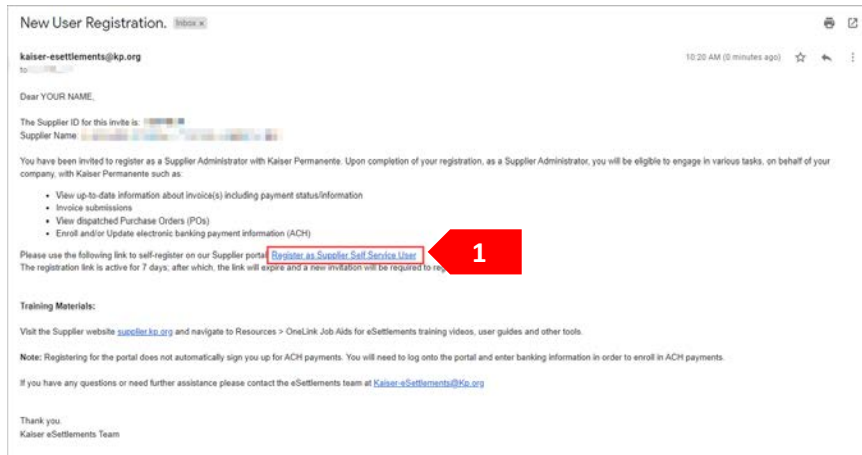 New User Registration. Inbox x
kaiser-esettlements@kp.org 10:20 AM (0 minutes ago)
to
Dear YOUR NAME,
The Supplier ID for this invite is:
Supplier Name:
You have been invited to register as a Supplier Administrator with Kaiser Permanente. Upon completion of your registration, as a Supplier Administrator, you will be eligible to engage in various tasks, on behalf of your
company, with Kaiser Permanente such as:
• View up-to-date information about invoice(s) including payment status/information
• Invoice submissions
• View dispatched Purchase Orders (POs)
• Enroll and/or Update electronic banking payment information (ACH)
Please use the following link to self-register on our Supplier portal Register as Supplier Self Service User 1
The registration link is active for 7 days; after which, the link will expire and a new invitation will be required to
Training Materials:
Visit the Supplier website supplier.kp.org and navigate to Resources > OneLink Job Aids for eSettlements training videos, user guides and other tools.
Note: Registering for the portal does not automatically sign you up for ACH payments. You will need to log onto the portal and enter banking information in order to enroll in ACH payments.
If you have any questions or need further assistance please contact the eSettlements team at Kaiser-eSettlements@Kp.org
Thank you.
Kaiser eSettlements Team